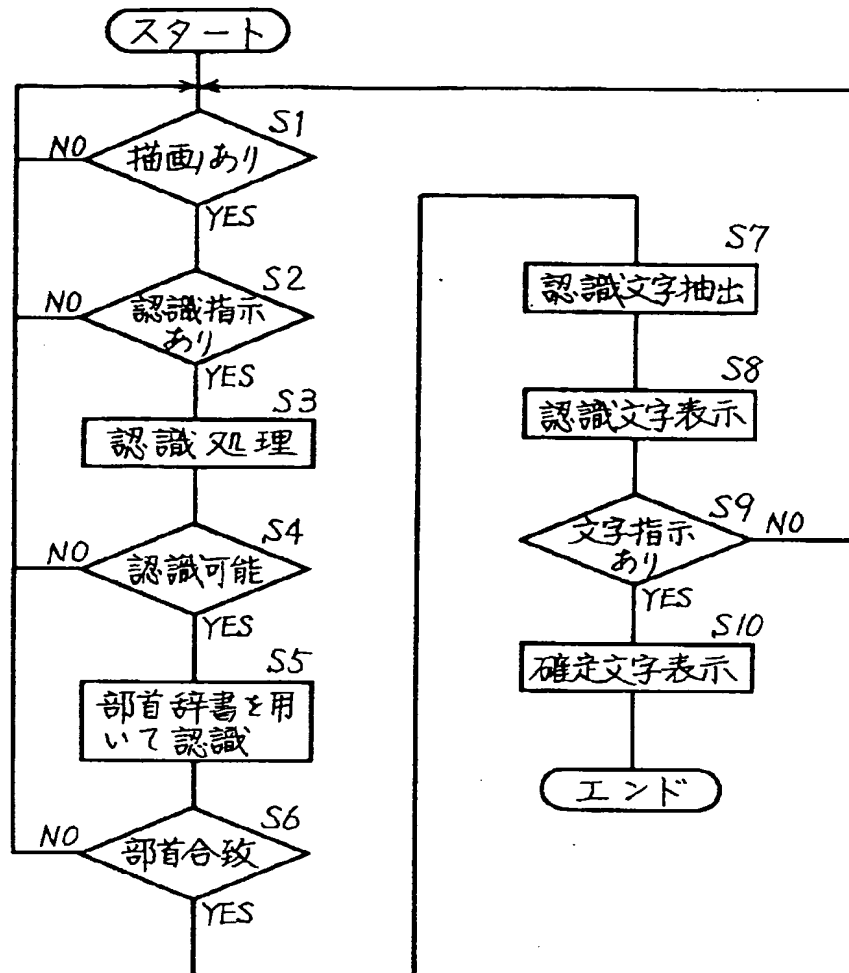 スタート
S1
描画あり
NO
YES
S2
認識指示
あり
NO
YES
S3
認識処理
S4
認識可能
NO
YES
S5
部首辞書を用
いて認識
S6
部首合致
NO
YES
S7
認識文字抽出
S8
認識文字表示
S9
文字指示
あり
NO
YES
S10
確定文字表示
エンド